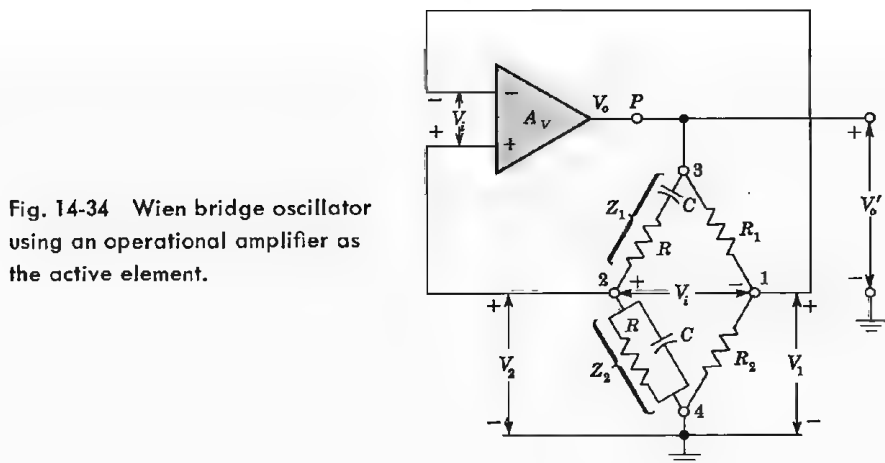 Fig. 14-34 Wien bridge oscillator
using an operational amplifier as
the active element.
−
+
V_i
−
+
A_V
V_o
P
3
Z_1
C
R
R_1
+
V_o′
−
2
+
V_i
−
1
+
V_2
−
Z_2
R
C
R_2
+
V_1
−
4